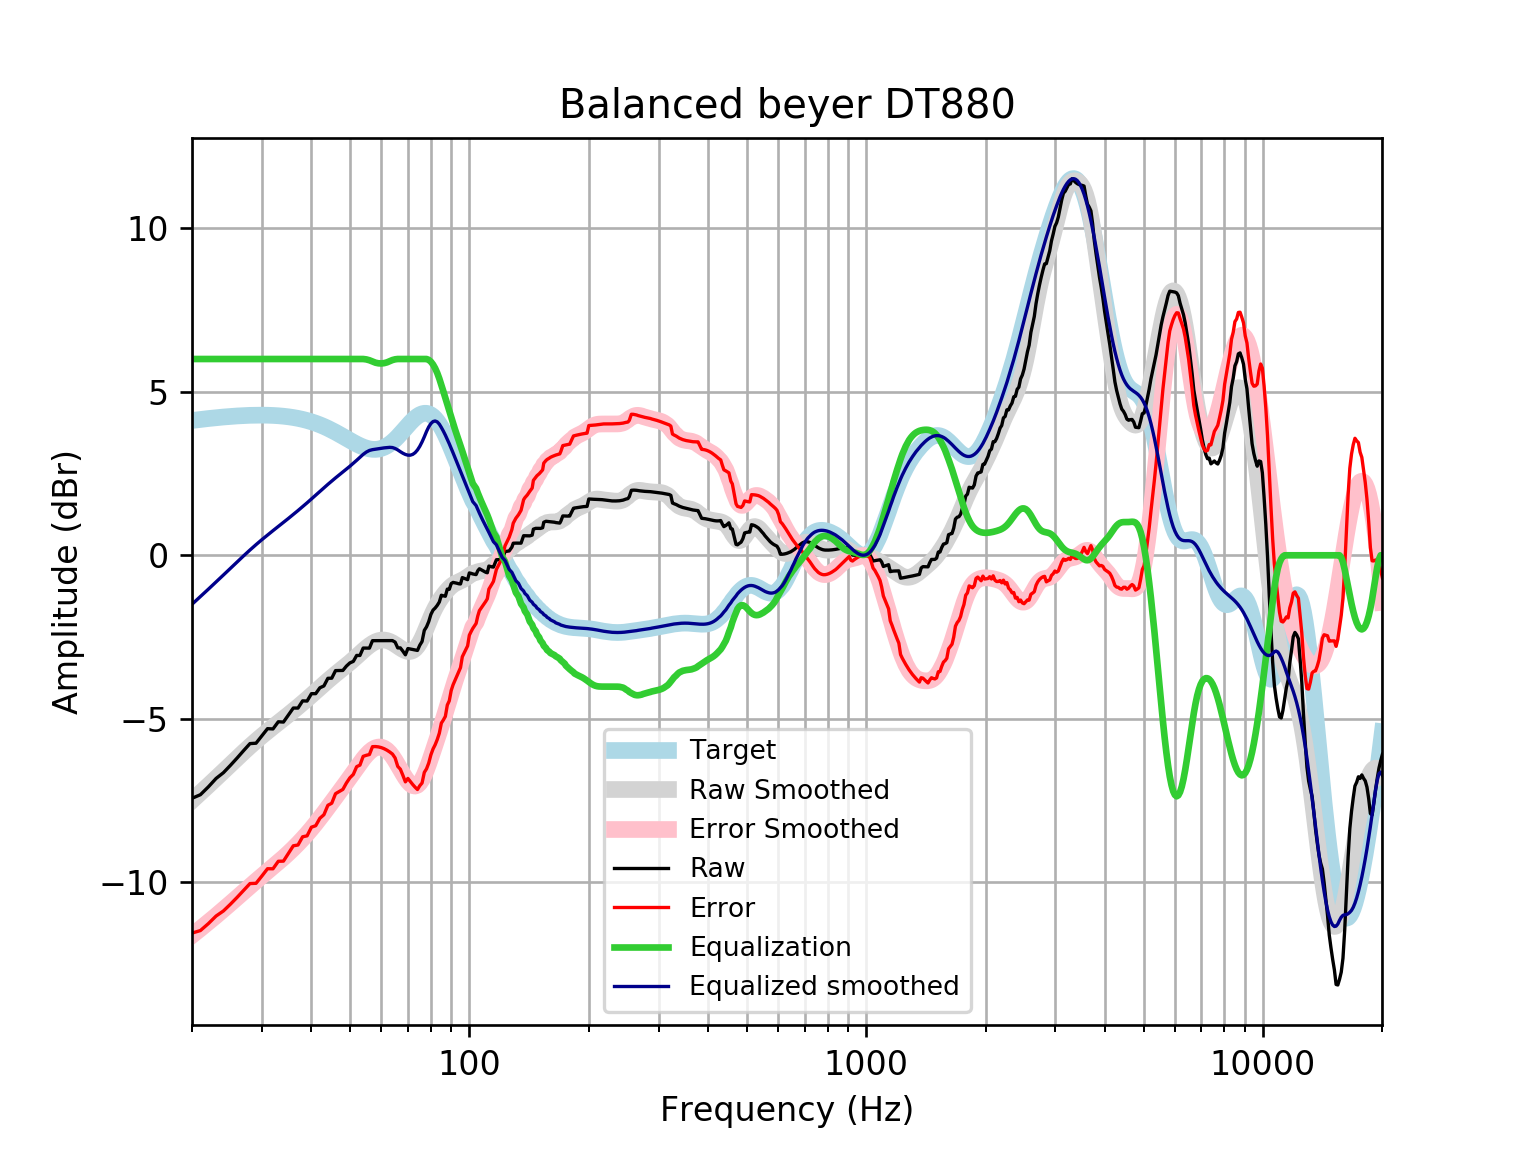 Balanced beyer DT880
Amplitude (dBr)
10
5
0
−5
−10
Target
Raw Smoothed
Error Smoothed
Raw
Error
Equalization
Equalized smoothed
100
1000
10000
Frequency (Hz)